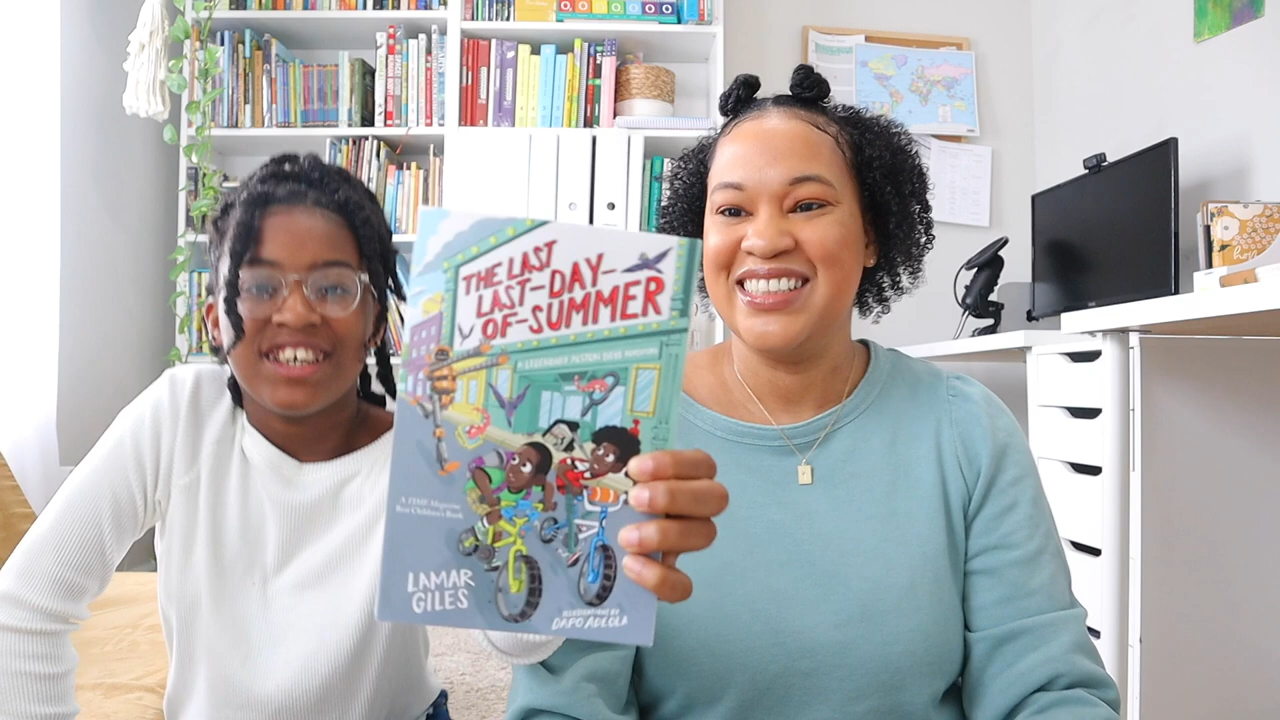 THE LAST
LAST-DAY-
OF-SUMMER
A LEGENDARY ALSTON BOYS ADVENTURE
A TIME Magazine
Best Children's Book
LAMAR
GILES
ILLUSTRATIONS BY
DAPO ADEOLA